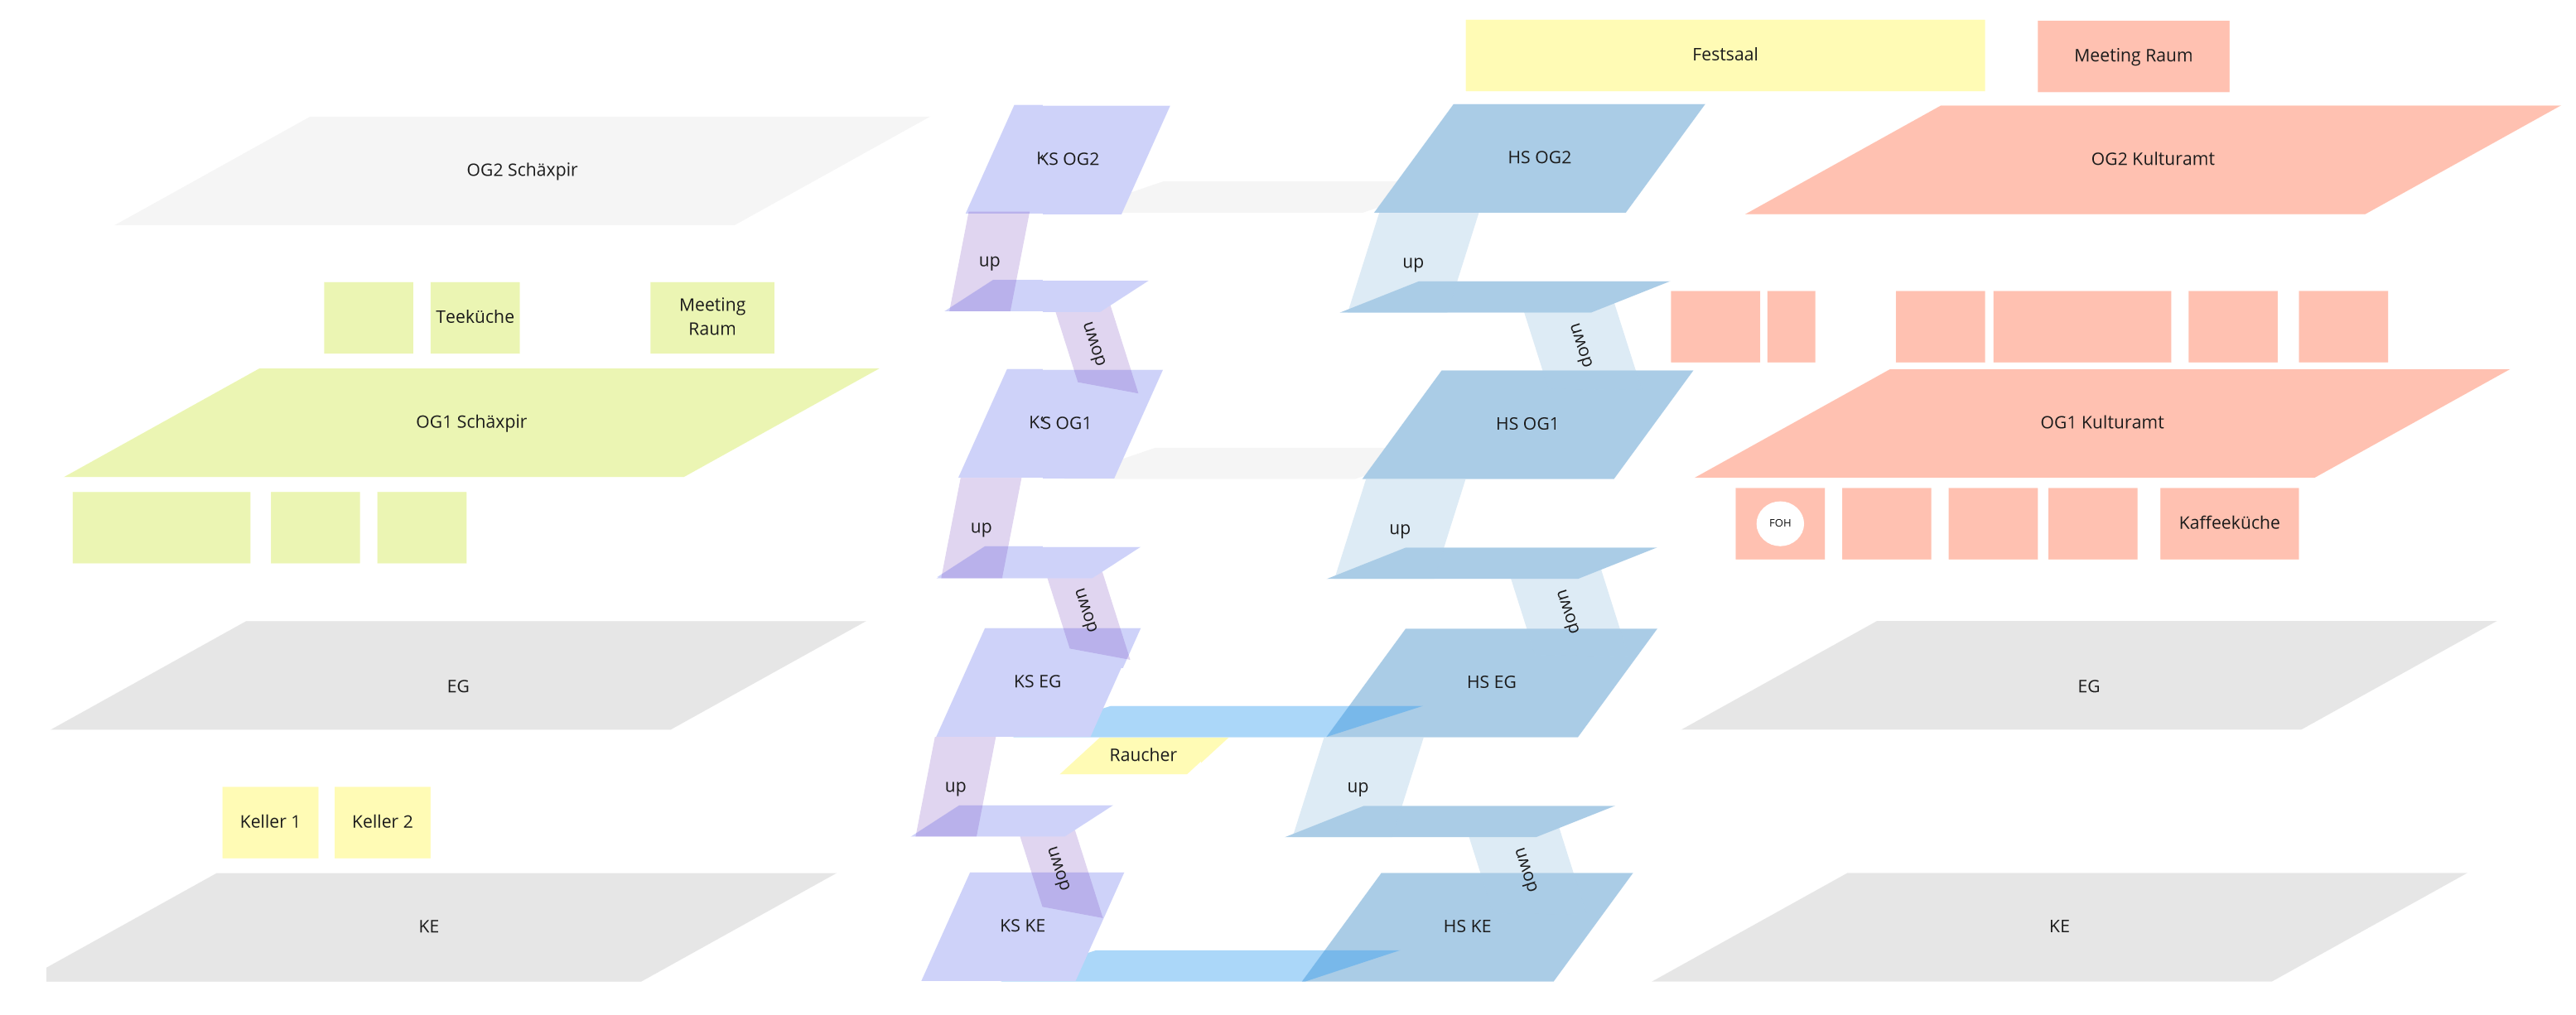 Festsaal
Meeting Raum
OG2 Schäxpir
KS OG2
HS OG2
OG2 Kulturamt
up
up
Teeküche
Meeting
Raum
down
down
OG1 Schäxpir
KS OG1
HS OG1
OG1 Kulturamt
FOH
Kaffeeküche
up
up
down
down
EG
KS EG
HS EG
EG
Raucher
up
up
Keller 1
Keller 2
down
down
KE
KS KE
HS KE
KE